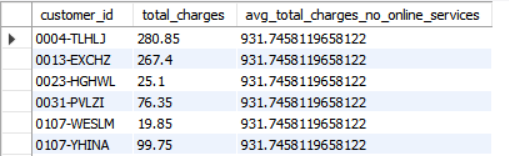 customer_id total_charges avg_total_charges_no_online_services
0004-TLHLJ 280.85 931.7458119658122
0013-EXCHZ 267.4 931.7458119658122
0023-HGHWL 25.1 931.7458119658122
0031-PVLZI 76.35 931.7458119658122
0107-WESLM 19.85 931.7458119658122
0107-YHINA 99.75 931.7458119658122